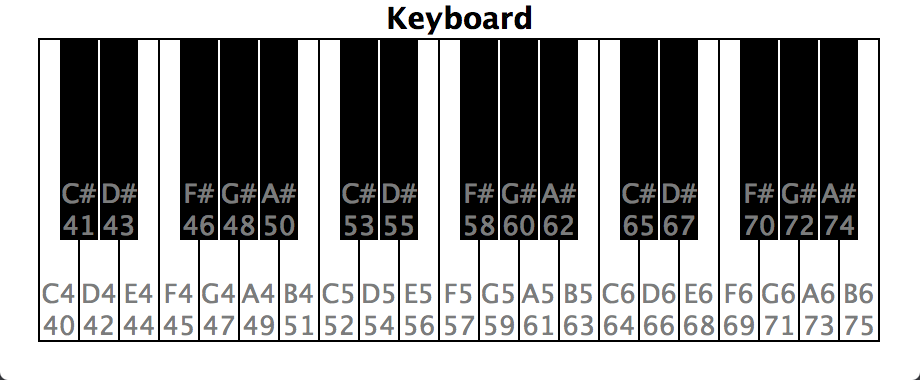 Keyboard
C# D# F# G# A# C# D# F# G# A# C# D# F# G# A#
41 43 46 48 50 53 55 58 60 62 65 67 70 72 74
C4 D4 E4 F4 G4 A4 B4 C5 D5 E5 F5 G5 A5 B5 C6 D6 E6 F6 G6 A6 B6
40 42 44 45 47 49 51 52 54 56 57 59 61 63 64 66 68 69 71 73 75